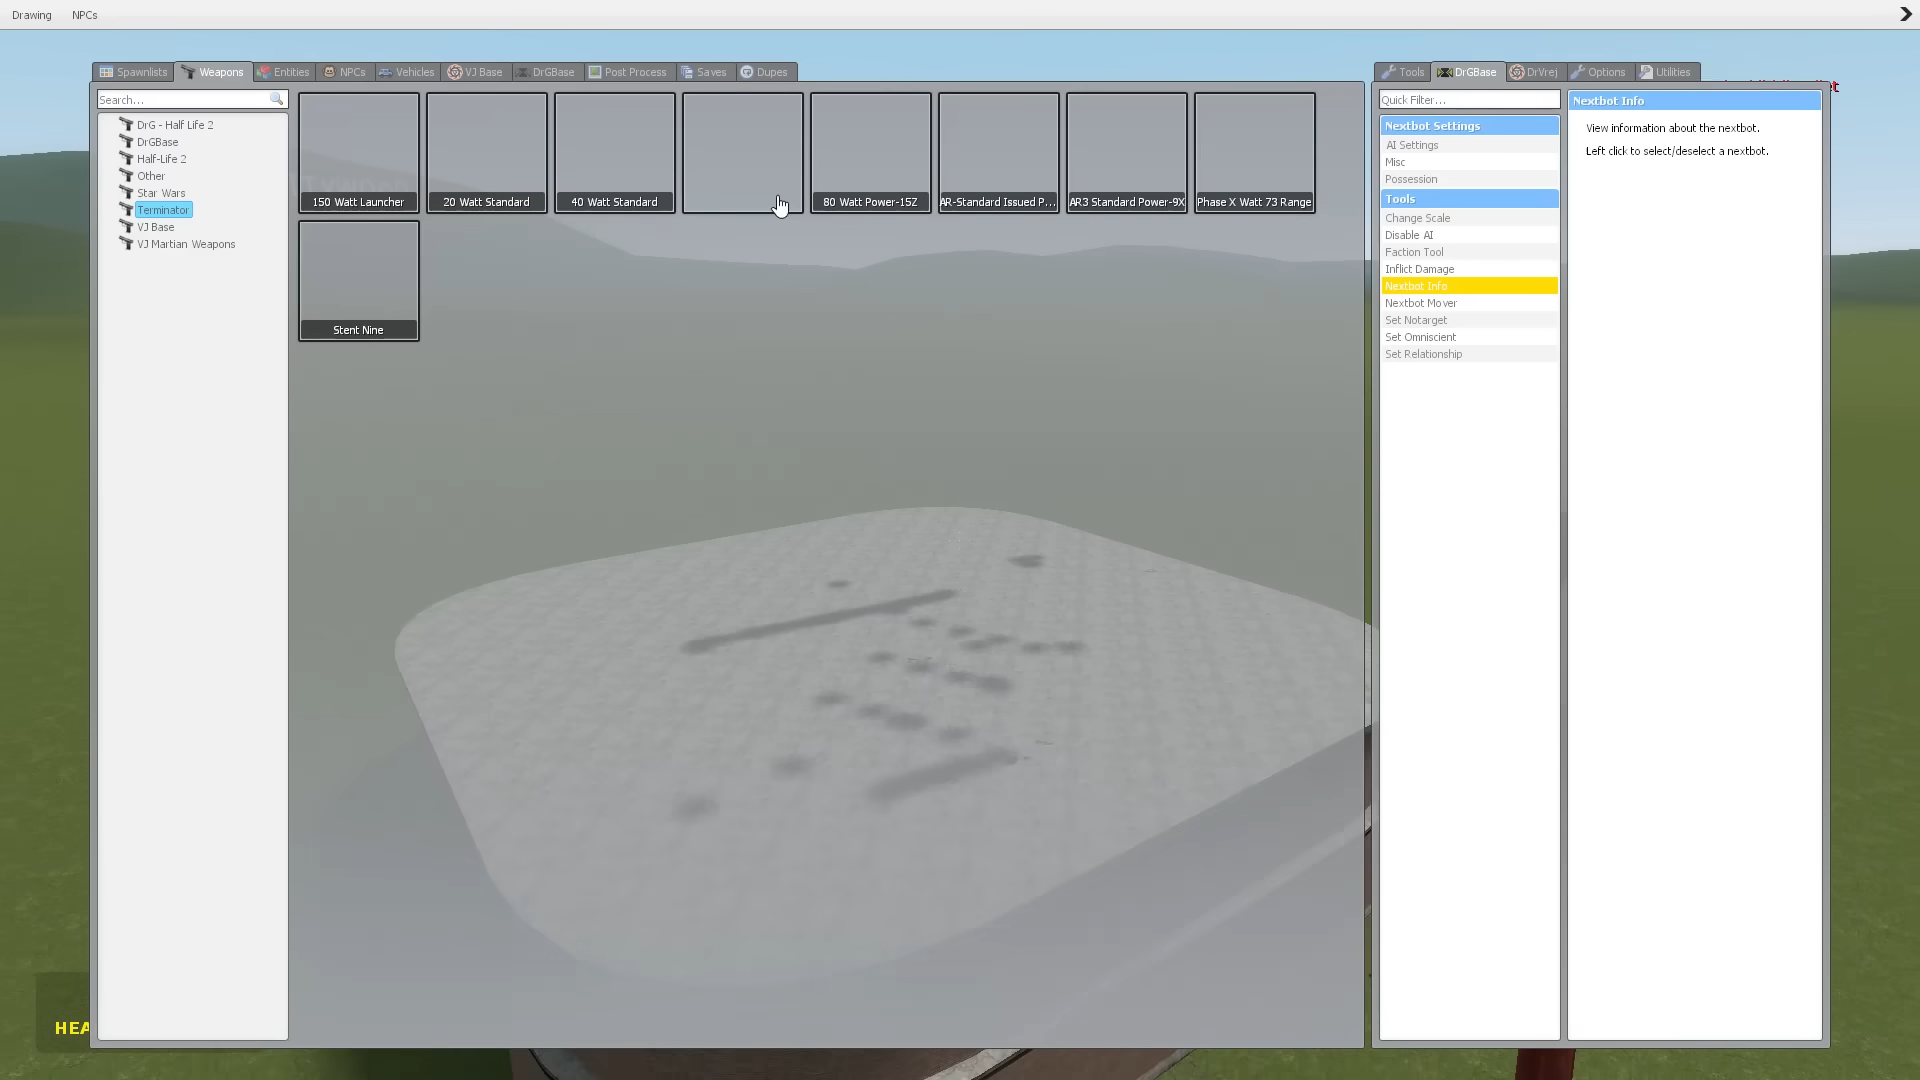 Drawing NPCs
Spawnlists Weapons Entities NPCs Vehicles VJ Base DrGBase Post Process Saves Dupes
Tools DrGBase DrVrej Options Utilities
Search...
DrG - Half Life 2
DrGBase
Half-Life 2
Other
Star Wars
Terminator
VJ Base
VJ Martian Weapons
150 Watt Launcher
20 Watt Standard
40 Watt Standard
80 Watt Power-15Z
AR-Standard Issued P...
AR3 Standard Power-9X
Phase X Watt 73 Range
Stent Nine
Quick Filter...
Nextbot Settings
AI Settings
Misc
Possession
Tools
Change Scale
Disable AI
Faction Tool
Inflict Damage
Nextbot Info
Nextbot Mover
Set Notarget
Set Omniscient
Set Relationship
Nextbot Info
View information about the nextbot.
Left click to select/deselect a nextbot.
HEA